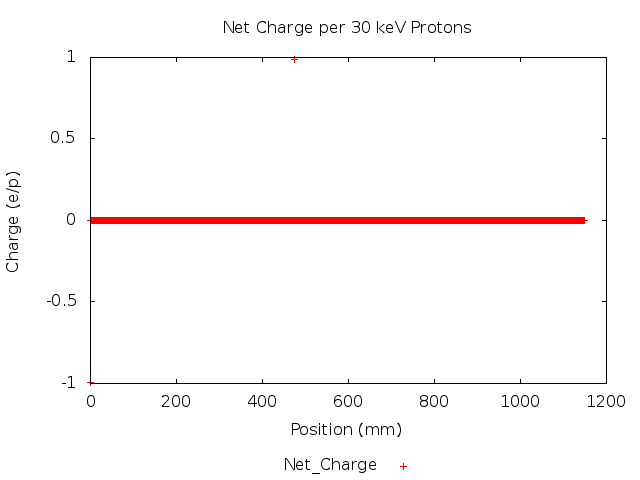 Net Charge per 30 keV Protons
1
0.5
0
-0.5
-1
Charge (e/p)
0 200 400 600 800 1000 1200
Position (mm)
Net_Charge